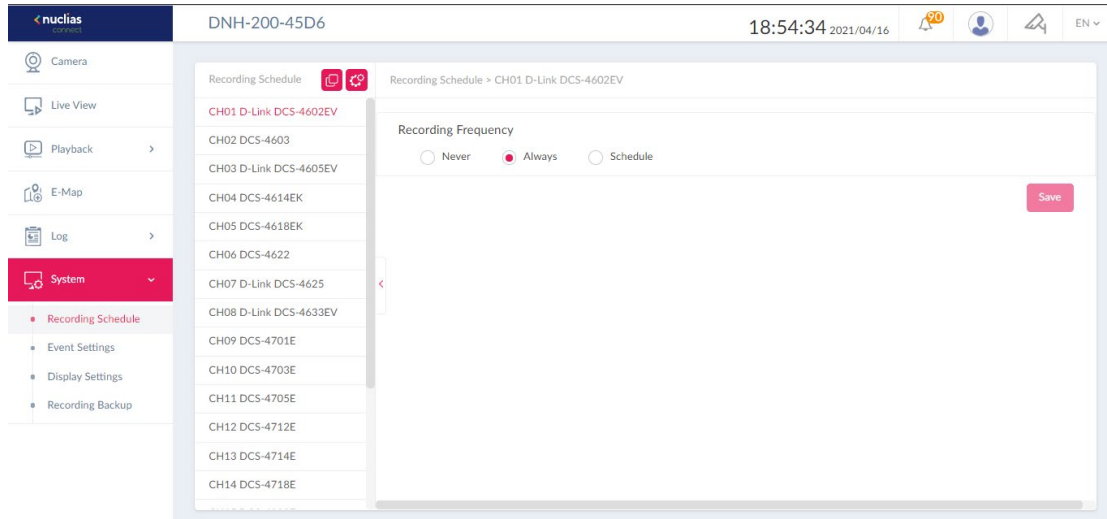 nuclias
connect
DNH-200-45D6
18:54:34 2021/04/16
90
EN
Camera
Live View
Playback
E-Map
Log
System
Recording Schedule
Event Settings
Display Settings
Recording Backup
Recording Schedule
CH01 D-Link DCS-4602EV
CH02 DCS-4603
CH03 D-Link DCS-4605EV
CH04 DCS-4614EK
CH05 DCS-4618EK
CH06 DCS-4622
CH07 D-Link DCS-4625
CH08 D-Link DCS-4633EV
CH09 DCS-4701E
CH10 DCS-4703E
CH11 DCS-4705E
CH12 DCS-4712E
CH13 DCS-4714E
CH14 DCS-4718E
Recording Schedule > CH01 D-Link DCS-4602EV
Recording Frequency
Never Always Schedule
Save